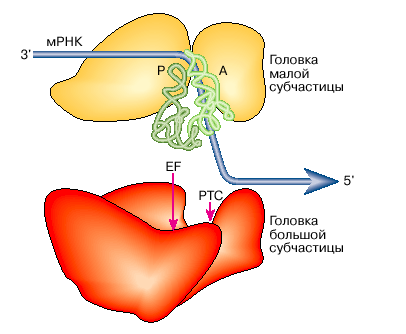 3′
мРНК
P
A
Головка
малой
субчастицы
EF
PTC
5′
Головка
большой
субчастицы